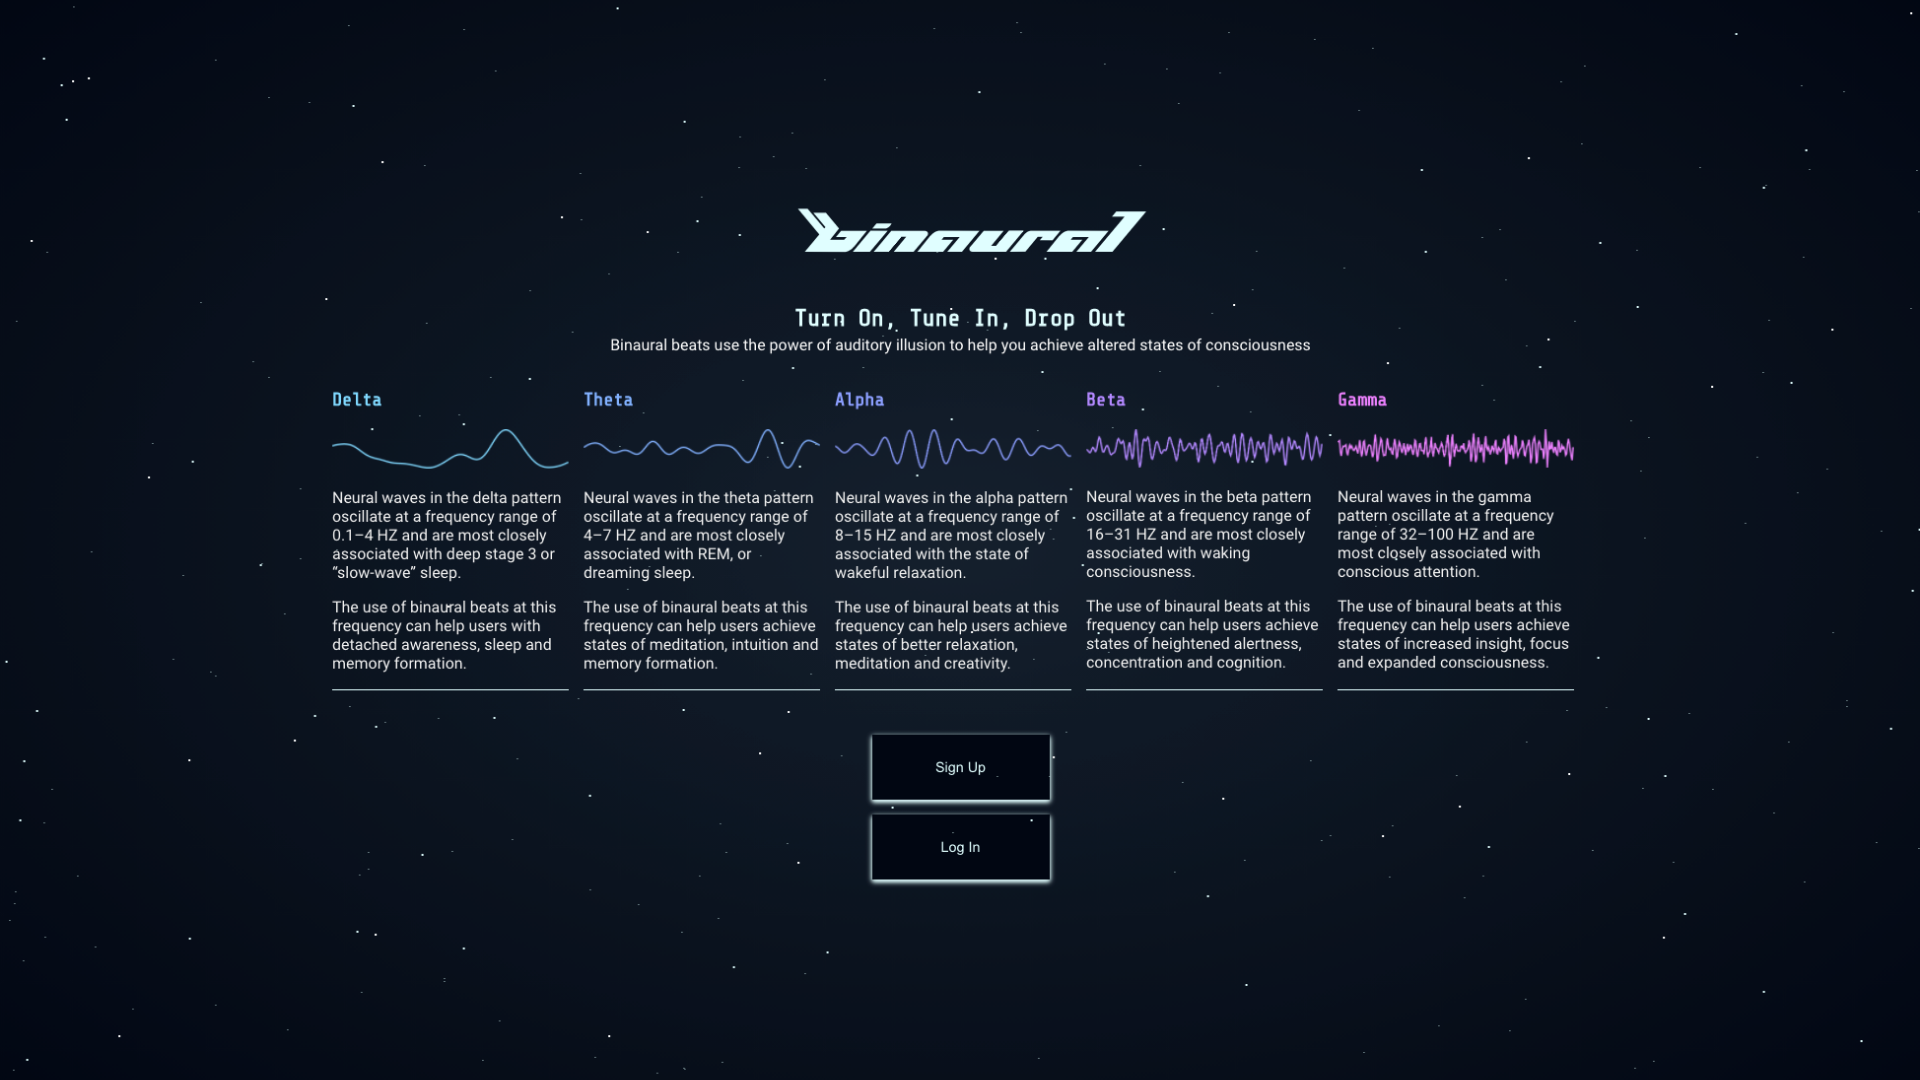 binaural
Turn On, Tune In, Drop Out
Binaural beats use the power of auditory illusion to help you achieve altered states of consciousness
Delta
Neural waves in the delta pattern
oscillate at a frequency range of
0.1–4 HZ and are most closely
associated with deep stage 3 or
“slow-wave” sleep.
The use of binaural beats at this
frequency can help users with
detached awareness, sleep and
memory formation.
Theta
Neural waves in the theta pattern
oscillate at a frequency range of
4–7 HZ and are most closely
associated with REM, or
dreaming sleep.
The use of binaural beats at this
frequency can help users achieve
states of meditation, intuition and
memory formation.
Alpha
Neural waves in the alpha pattern
oscillate at a frequency range of
8–15 HZ and are most closely
associated with the state of
wakeful relaxation.
The use of binaural beats at this
frequency can help users achieve
states of better relaxation,
meditation and creativity.
Beta
Neural waves in the beta pattern
oscillate at a frequency range of
16–31 HZ and are most closely
associated with waking
consciousness.
The use of binaural beats at this
frequency can help users achieve
states of heightened alertness,
concentration and cognition.
Gamma
Neural waves in the gamma
pattern oscillate at a frequency
range of 32–100 HZ and are
most closely associated with
conscious attention.
The use of binaural beats at this
frequency can help users achieve
states of increased insight, focus
and expanded consciousness.
Sign Up
Log In